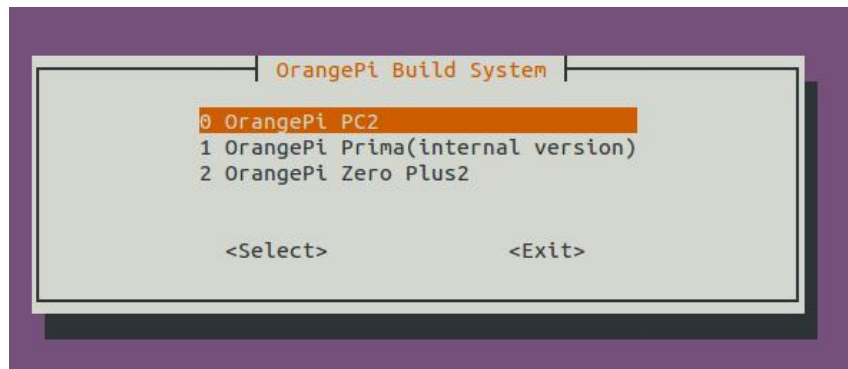 OrangePi Build System
0 OrangePi PC2
1 OrangePi Prima(internal version)
2 OrangePi Zero Plus2
<Select> <Exit>